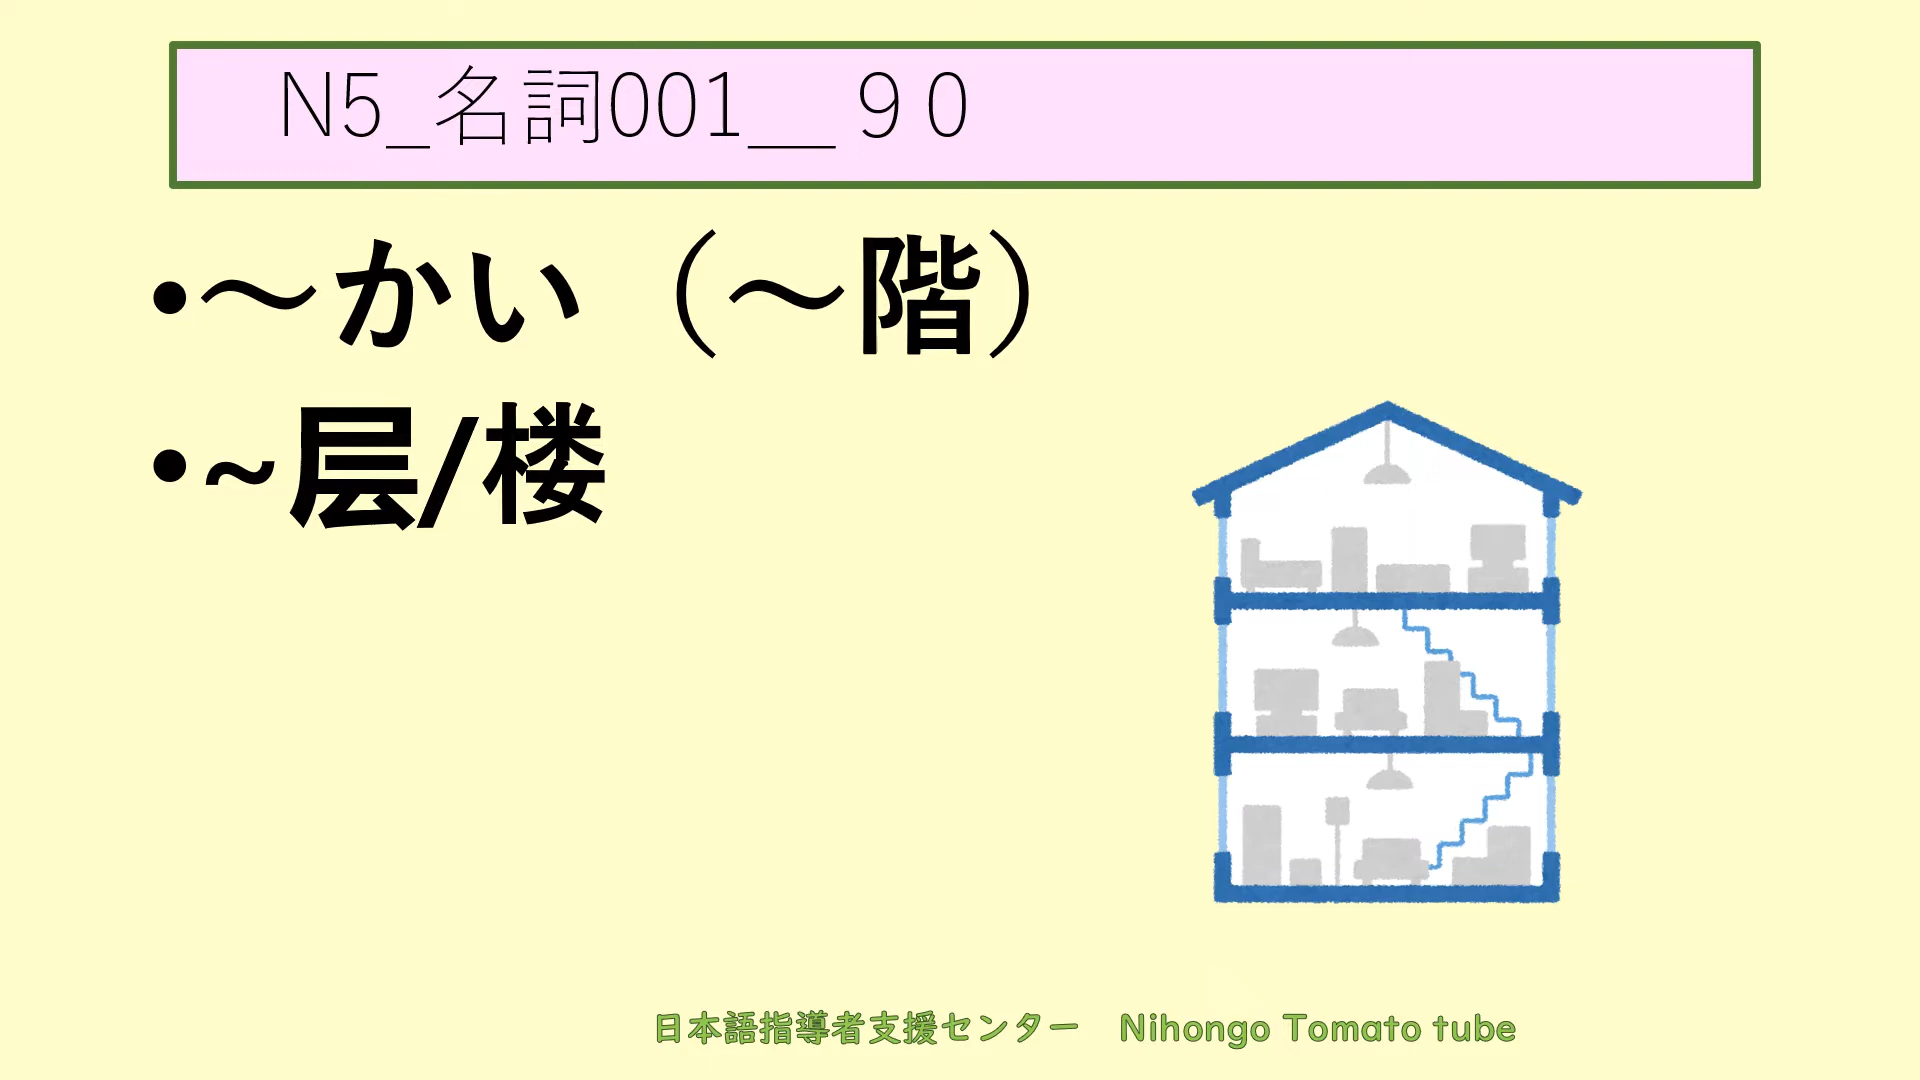 N5_名詞001__９０
•～かい（～階）
•~层/楼
日本語指導者支援センター　Nihongo Tomato tube